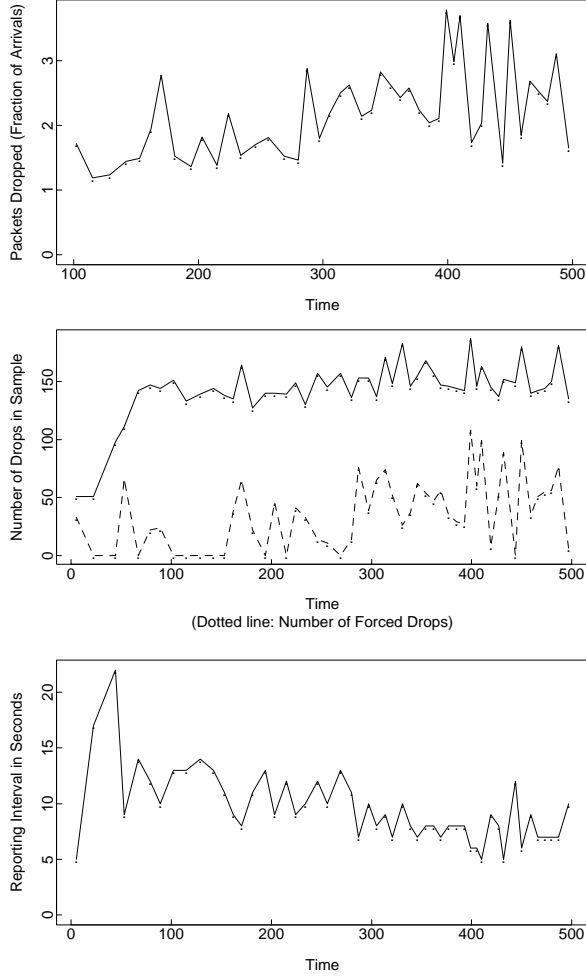 Packets Dropped (Fraction of Arrivals)
3
2
1
0
100 200 300 400 500
Time
Number of Drops in Sample
150
100
50
0
0 100 200 300 400 500
Time
(Dotted line: Number of Forced Drops)
Reporting Interval in Seconds
20
15
10
5
0
0 100 200 300 400 500
Time